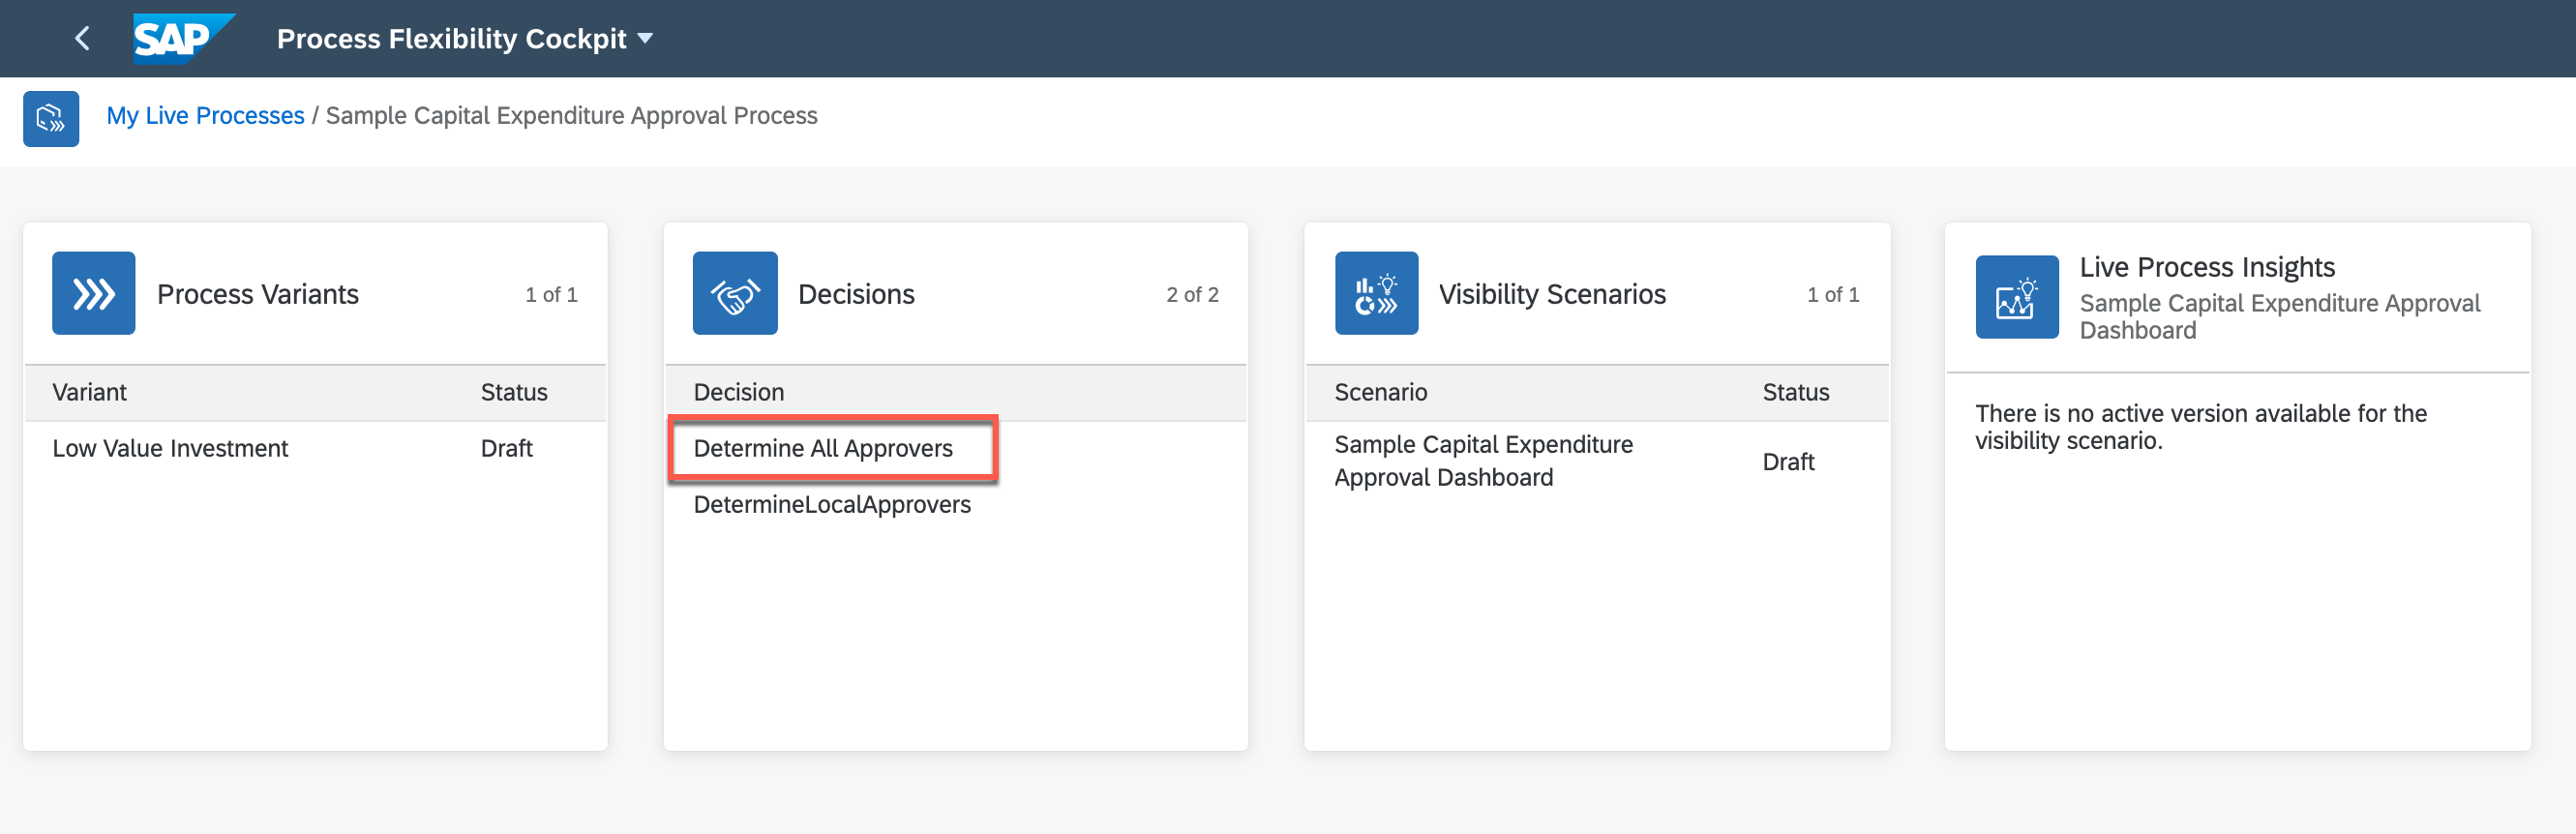 SAP Process Flexibility Cockpit
My Live Processes / Sample Capital Expenditure Approval Process
Process Variants 1 of 1
Variant Status
Low Value Investment Draft
Decisions 2 of 2
Decision
Determine All Approvers
DetermineLocalApprovers
Visibility Scenarios 1 of 1
Scenario Status
Sample Capital Expenditure
Approval Dashboard Draft
Live Process Insights
Sample Capital Expenditure Approval
Dashboard
There is no active version available for the
visibility scenario.